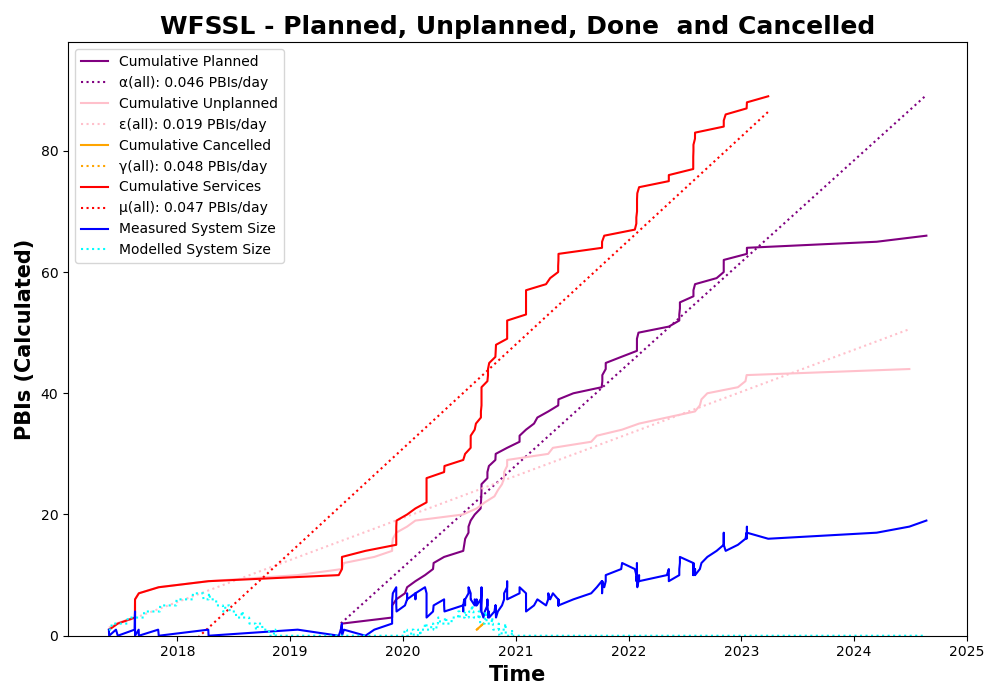 WFSSL - Planned, Unplanned, Done  and Cancelled
Cumulative Planned
α(all): 0.046 PBIs/day
Cumulative Unplanned
ε(all): 0.019 PBIs/day
Cumulative Cancelled
γ(all): 0.048 PBIs/day
Cumulative Services
μ(all): 0.047 PBIs/day
Measured System Size
Modelled System Size
PBIs (Calculated)
80
60
40
20
0
2018 2019 2020 2021 2022 2023 2024 2025
Time